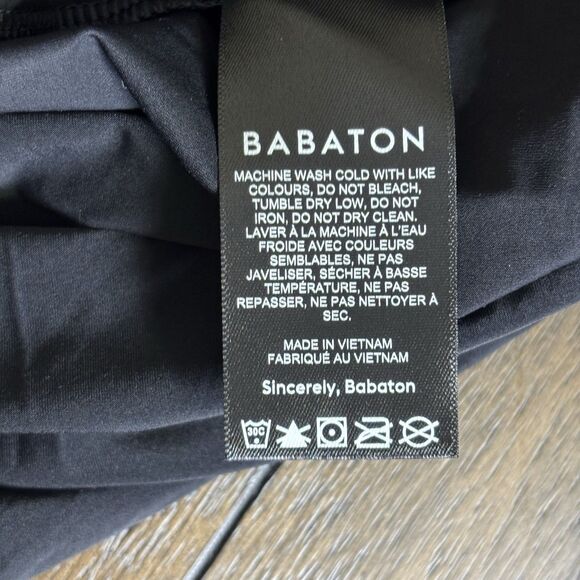 BABATON
MACHINE WASH COLD WITH LIKE
COLOURS, DO NOT BLEACH,
TUMBLE DRY LOW, DO NOT
IRON, DO NOT DRY CLEAN.
LAVER À LA MACHINE À L'EAU
FROIDE AVEC COULEURS
SEMBLABLES, NE PAS
JAVELISER, SÉCHER À BASSE
TEMPÉRATURE, NE PAS
REPASSER, NE PAS NETTOYER À
SEC.
MADE IN VIETNAM
FABRIQUÉ AU VIETNAM
Sincerely, Babaton
30C